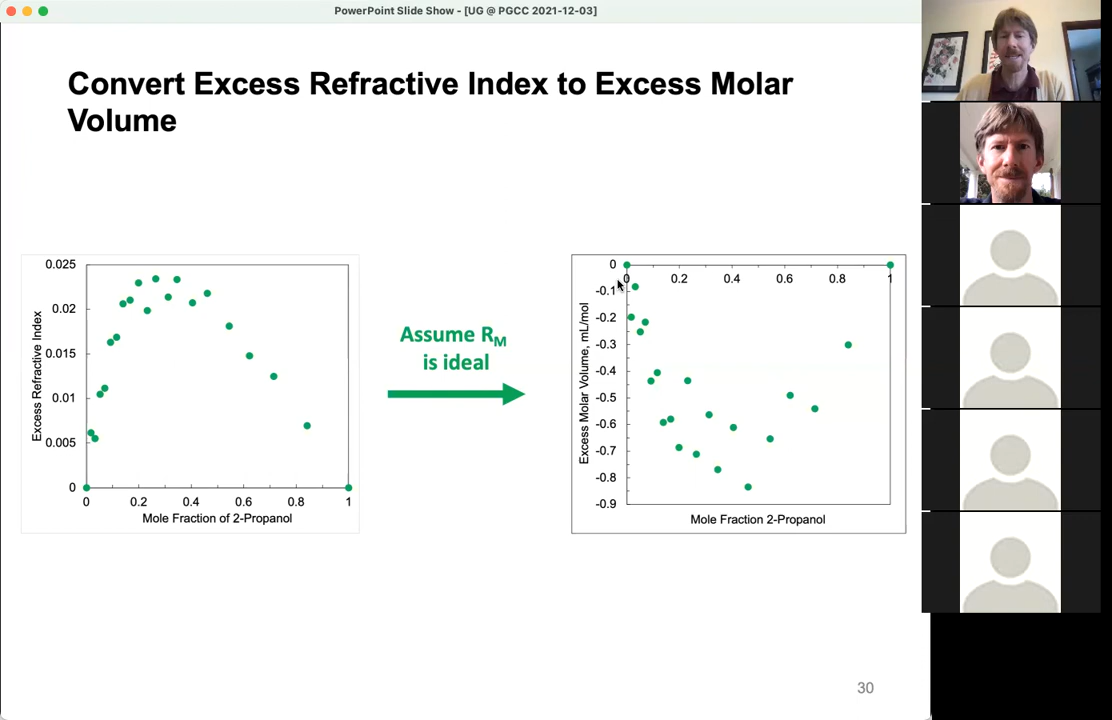 PowerPoint Slide Show - [UG @ PGCC 2021-12-03]
Convert Excess Refractive Index to Excess Molar
Volume
0.025
0.02
0.015
0.01
0.005
0
0 0.2 0.4 0.6 0.8 1
Excess Refractive Index
Mole Fraction of 2-Propanol
Assume RM
is ideal
0
0 0.2 0.4 0.6 0.8 1
-0.1
-0.2
-0.3
-0.4
-0.5
-0.6
-0.7
-0.8
-0.9
Excess Molar Volume, mL/mol
Mole Fraction 2-Propanol
30